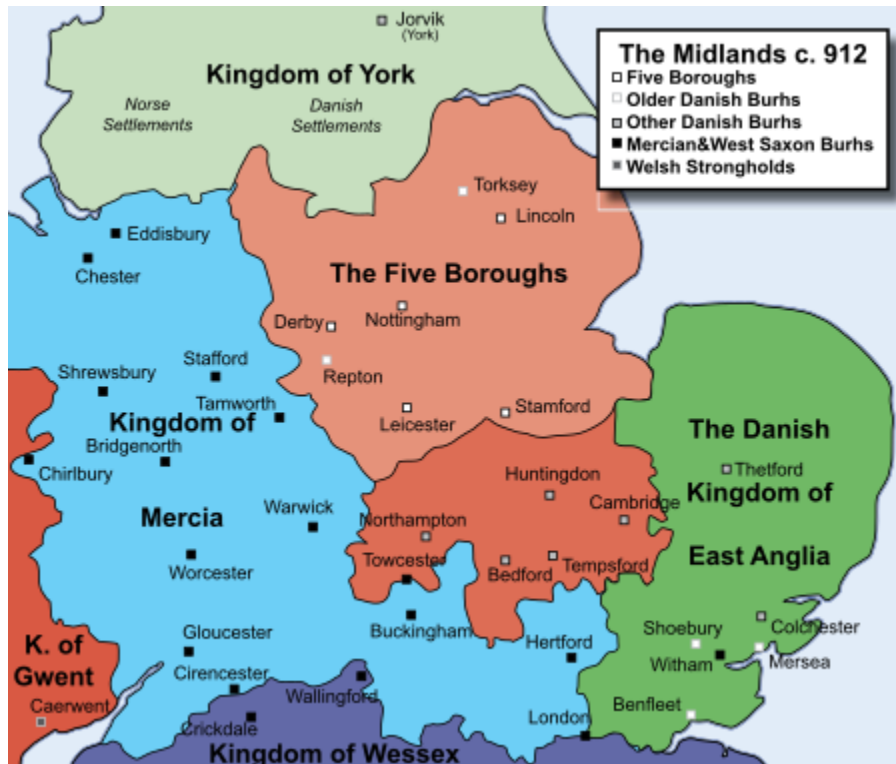 Jorvik
(York)
The Midlands c. 912
Five Boroughs
Older Danish Burhs
Other Danish Burhs
Mercian&West Saxon Burhs
Welsh Strongholds
Kingdom of York
Norse
Settlements
Danish
Settlements
Torksey
Lincoln
Eddisbury
Chester
The Five Boroughs
Nottingham
Derby
Repton
Stafford
Shrewsbury
Tamworth
Leicester
Stamford
Kingdom of
Bridgenorth
Chirlbury
The Danish
Thetford
Huntingdon
Kingdom of
Cambridge
Mercia
Warwick
Northampton
Towcester
Bedford
Tempsford
East Anglia
Worcester
Buckingham
Hertford
Shoebury
Colchester
Witham
Mersea
K. of
Gwent
Gloucester
Cirencester
Wallingford
Caerwent
Crickdale
London
Benfleet
Kingdom of Wessex